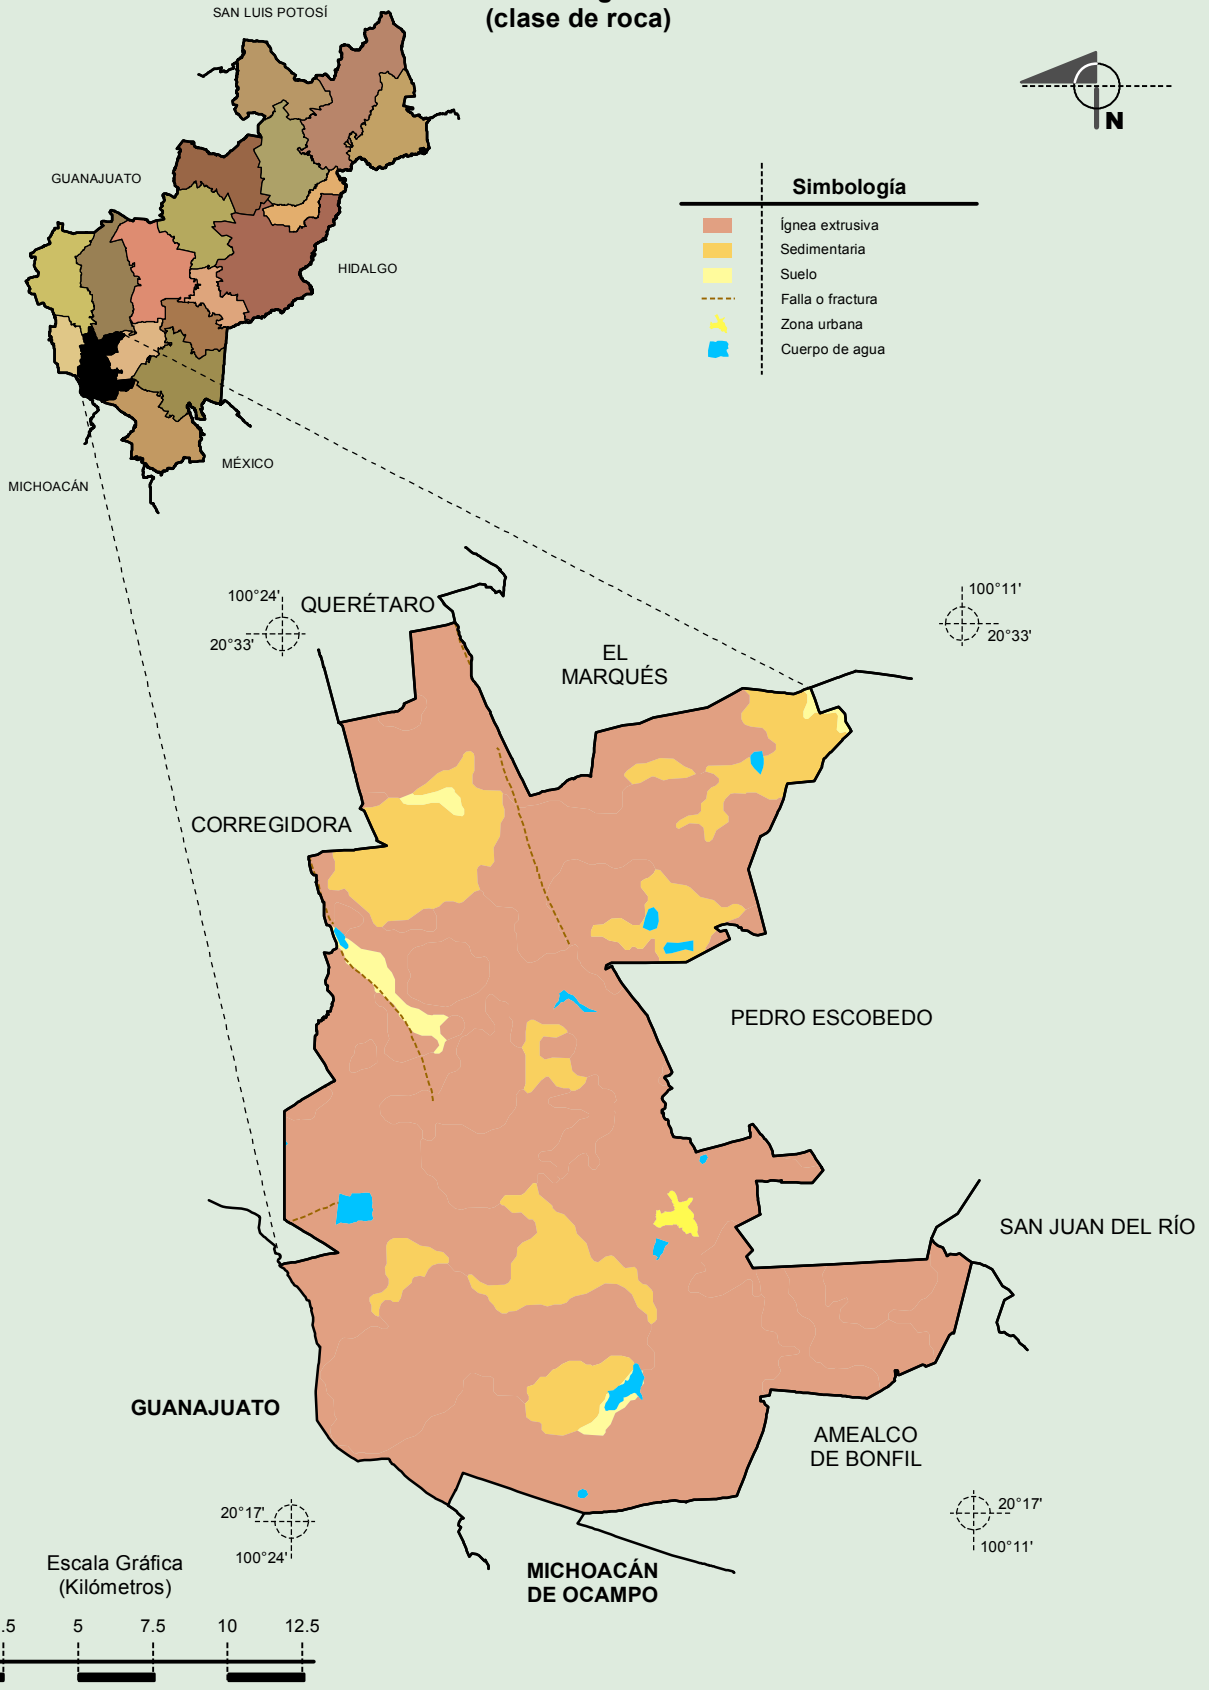 (clase de roca)
SAN LUIS POTOSÍ
N
GUANAJUATO
HIDALGO
MÉXICO
MICHOACÁN
Simbología
Ígnea extrusiva
Sedimentaria
Suelo
Falla o fractura
Zona urbana
Cuerpo de agua
100°24'
20°33'
QUERÉTARO
100°11'
20°33'
EL
MARQUÉS
CORREGIDORA
PEDRO ESCOBEDO
SAN JUAN DEL RÍO
GUANAJUATO
AMEALCO
DE BONFIL
20°17'
100°24'
20°17'
100°11'
MICHOACÁN
DE OCAMPO
Escala Gráfica
(Kilómetros)
.5 5 7.5 10 12.5